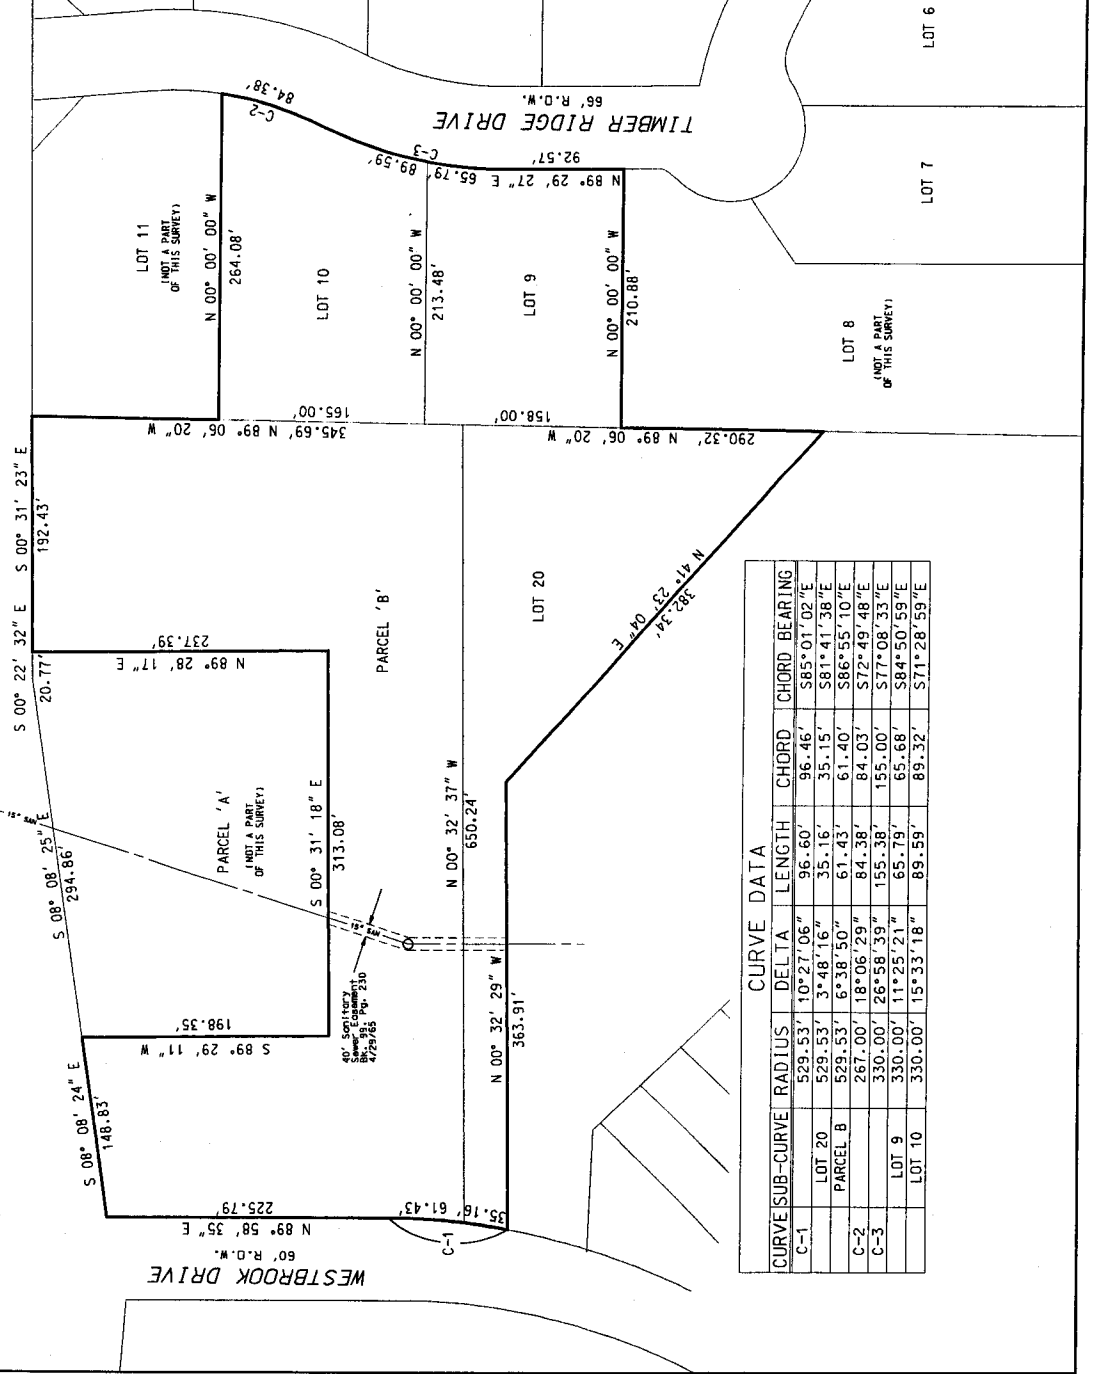 LOT 6
LOT 7
LOT 8
(NOT A PART
OF THIS SURVEY)
TIMBER RIDGE DRIVE
66' R.O.W.
84.38'
C-2
C-3
89.59'
65.79'
N 89° 29' 27" E
92.57'
LOT 11
(NOT A PART
OF THIS SURVEY)
N 00° 00' 00" W
264.08'
LOT 10
N 00° 00' 00" W
213.48'
LOT 9
N 00° 00' 00" W
210.88'
165.00'
345.69' N 89° 06' 20" W
158.00'
290.32' N 89° 06' 20" W
S 00° 31' 23" E
192.43'
S 00° 22' 32" E
20.77'
237.39'
N 89° 28' 17" E
PARCEL 'B'
LOT 20
N 41° 23' 04" E
382.34'
15" SAN
S 08° 08' 25" E
294.86'
PARCEL 'A'
(NOT A PART
OF THIS SURVEY)
S 00° 31' 18" E
313.08'
N 00° 32' 37" W
650.24'
15" SAN
40' Sanitary
Sewer Easement
Bk. 99, Pg. 230
4/29/65
N 00° 32' 29" W
363.91'
198.35'
S 89° 29' 11" W
S 08° 08' 24" E
148.83'
225.79'
N 89° 58' 35" E
61.43'
35.16'
C-1
60' R.O.W.
WESTBROOK DRIVE
CURVE DATA
CURVE SUB-CURVE RADIUS DELTA LENGTH CHORD CHORD BEARING
C-1 529.53' 10°27'06" 96.60' 96.46' S85°01'02"E
LOT 20 529.53' 3°48'16" 35.16' 35.15' S81°41'38"E
PARCEL B 529.53' 6°38'50" 61.43' 61.40' S86°55'10"E
C-2 267.00' 18°06'29" 84.38' 84.03' S72°49'48"E
C-3 330.00' 26°58'39" 155.38' 155.00' S77°08'33"E
LOT 9 330.00' 11°25'21" 65.79' 65.68' S84°50'59"E
LOT 10 330.00' 15°33'18" 89.59' 89.32' S71°28'59"E